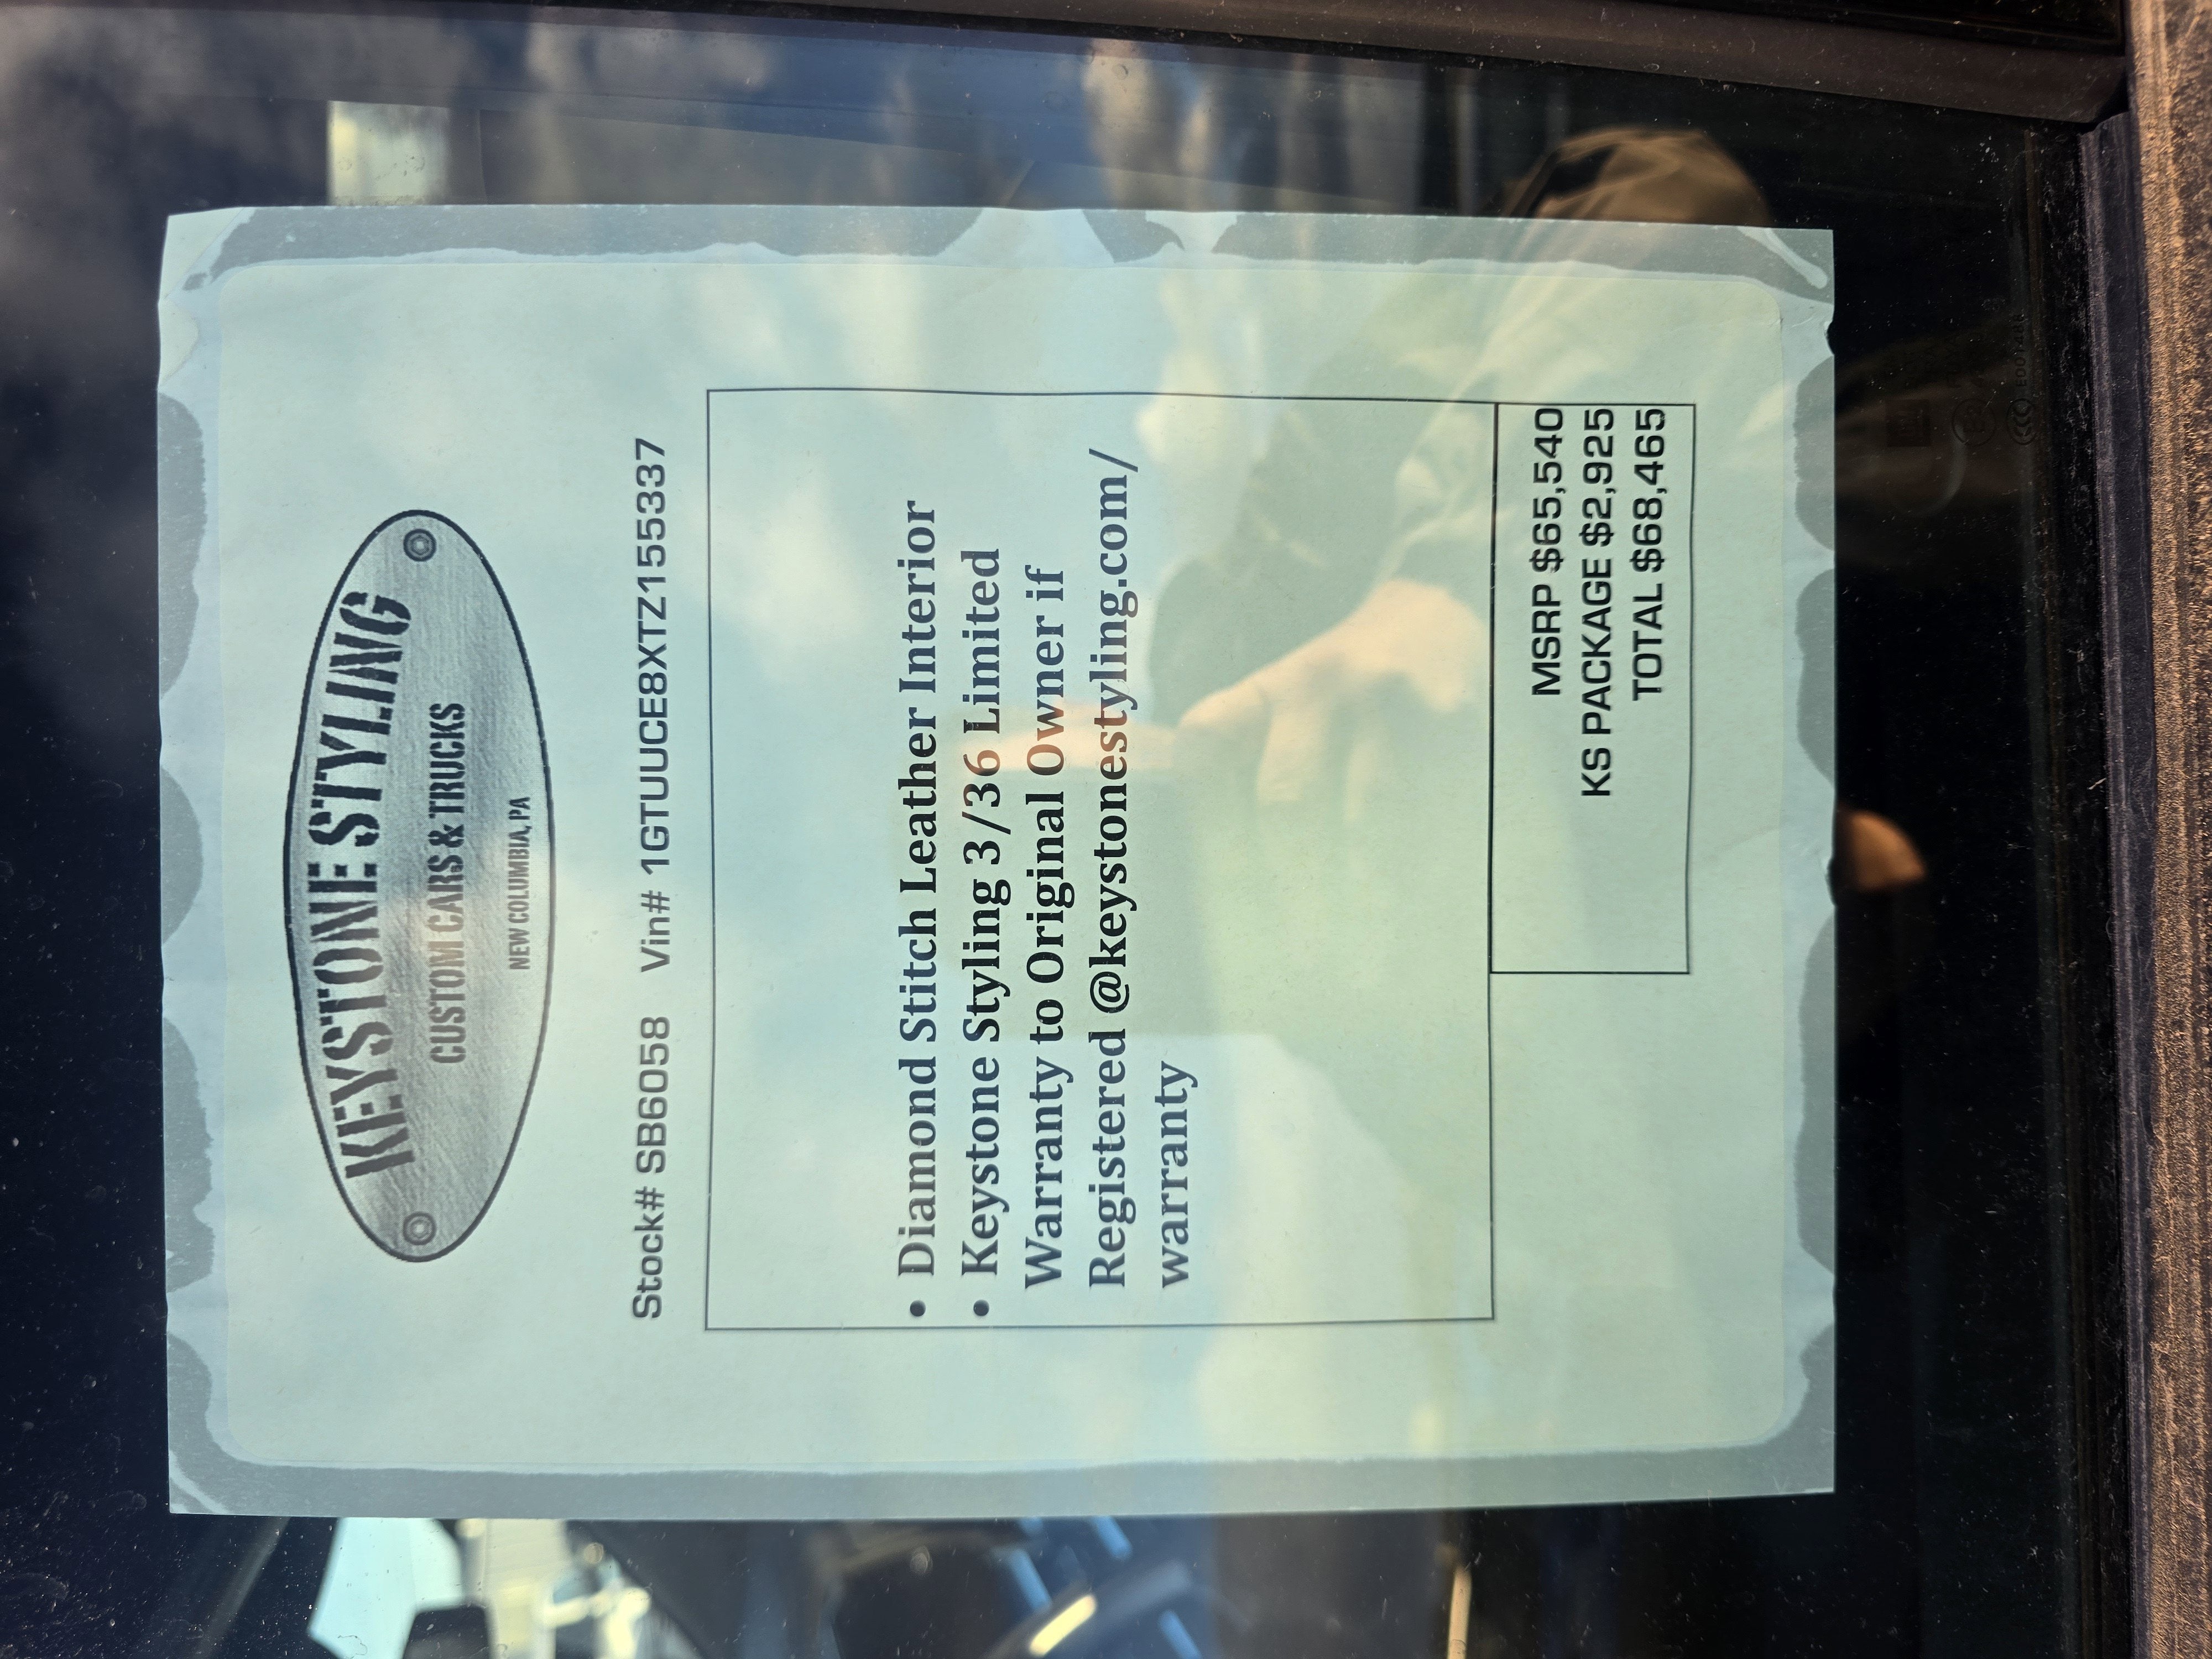 KEYSTONE STYLING
CUSTOM CARS & TRUCKS
NEW COLUMBIA, PA
Stock# SB6058 Vin# 1GTUUCE8XTZ155337
• Diamond Stitch Leather Interior
• Keystone Styling 3/36 Limited
Warranty to Original Owner if
Registered @keystonestyling.com/
warranty
MSRP $65,540
KS PACKAGE $2,925
TOTAL $68,465